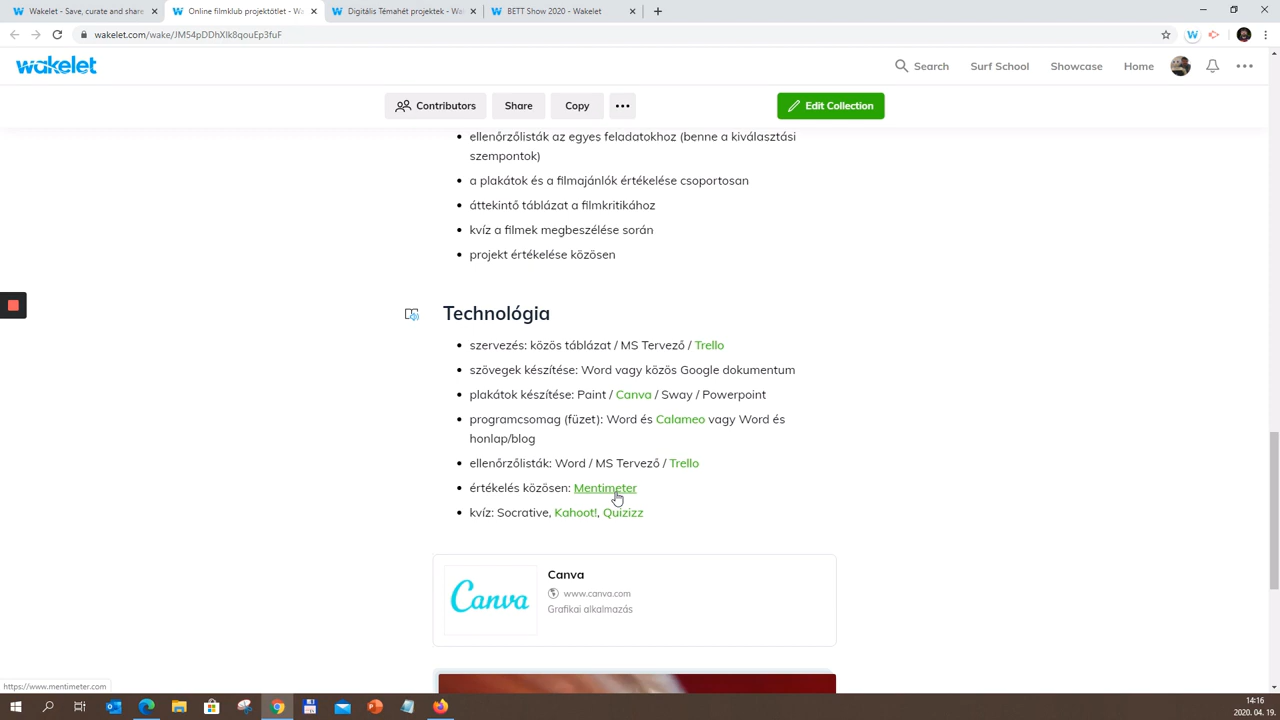 Wakelet - Save, curate and share
Online filmklub projektötlet - Wa
Digitális Témahét projektek - Wak
BETT Show 2020 - Wakelet
wakelet.com/wake/JM54pDDhXIk8qouEp3fuF
wakelet
Search
Surf School
Showcase
Home
Contributors
Share
Copy
Edit Collection
ellenőrzőlisták az egyes feladatokhoz (benne a kiválasztási
szempontok)
a plakátok és a filmajánlók értékelése csoportosan
áttekintő táblázat a filmkritikához
kvíz a filmek megbeszélése során
projekt értékelése közösen
Technológia
szervezés: közös táblázat / MS Tervező / Trello
szövegek készítése: Word vagy közös Google dokumentum
plakátok készítése: Paint / Canva / Sway / Powerpoint
programcsomag (füzet): Word és Calameo vagy Word és
honlap/blog
ellenőrzőlisták: Word / MS Tervező / Trello
értékelés közösen: Mentimeter
kvíz: Socrative, Kahoot!, Quizizz
Canva
Canva
www.canva.com
Grafikai alkalmazás
https://www.mentimeter.com
14:16
2020. 04. 19.